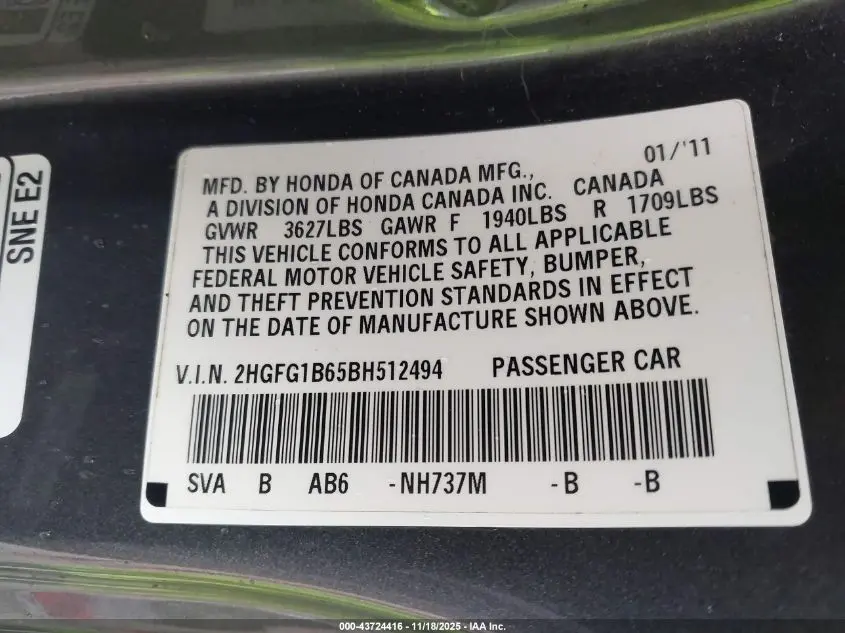 SNE E2
01/'11
MFD. BY HONDA OF CANADA MFG.,
A DIVISION OF HONDA CANADA INC. CANADA
GVWR 3627LBS GAWR F 1940LBS R 1709LBS
THIS VEHICLE CONFORMS TO ALL APPLICABLE
FEDERAL MOTOR VEHICLE SAFETY, BUMPER,
AND THEFT PREVENTION STANDARDS IN EFFECT
ON THE DATE OF MANUFACTURE SHOWN ABOVE.
V.I.N. 2HGFG1B65BH512494 PASSENGER CAR
SVA B AB6 -NH737M -B -B
000-43724416 - 11/18/2025 - IAA Inc.